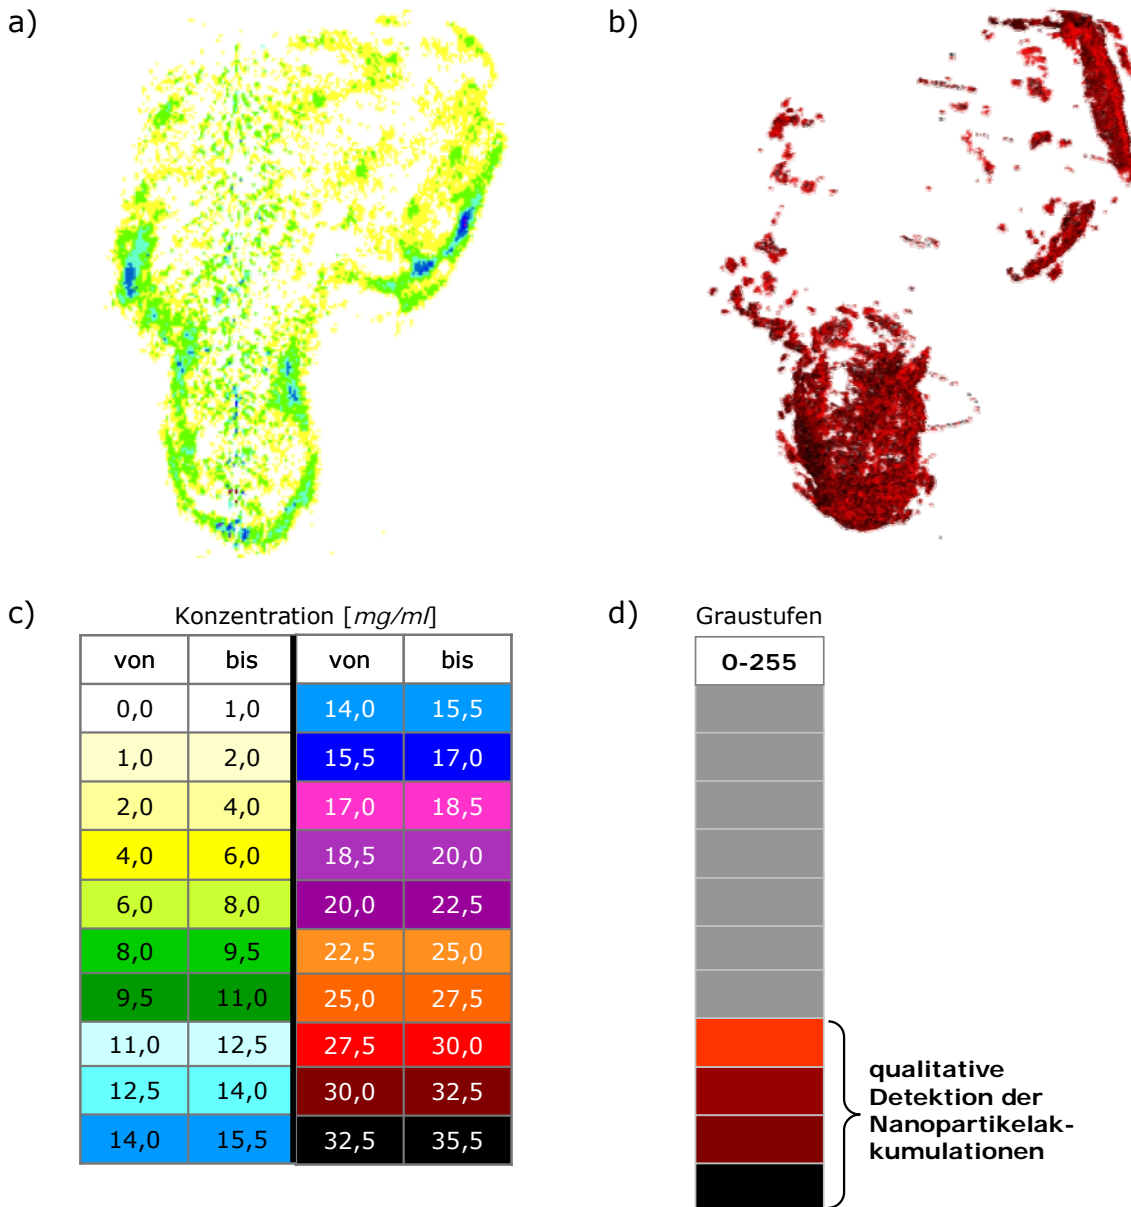 a)
b)
c)
Konzentration [mg/ml]
von bis von bis
0,0 1,0 14,0 15,5
1,0 2,0 15,5 17,0
2,0 4,0 17,0 18,5
4,0 6,0 18,5 20,0
6,0 8,0 20,0 22,5
8,0 9,5 22,5 25,0
9,5 11,0 25,0 27,5
11,0 12,5 27,5 30,0
12,5 14,0 30,0 32,5
14,0 15,5 32,5 35,5
d)
Graustufen
0-255
qualitative
Detektion der
Nanopartikelak-
kumulationen